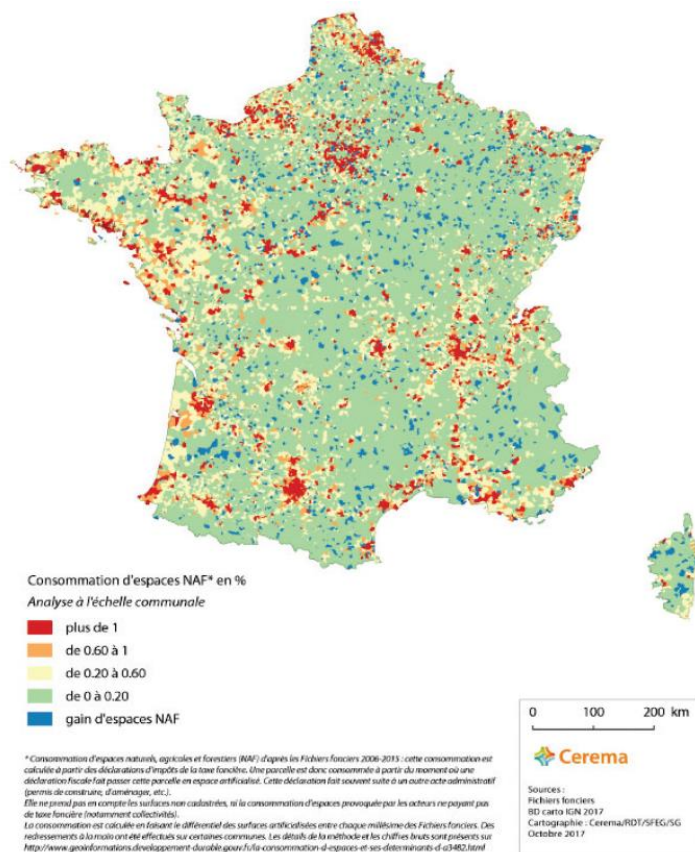 Consommation d'espaces NAF* en %
Analyse à l'échelle communale
plus de 1
de 0.60 à 1
de 0.20 à 0.60
de 0 à 0.20
gain d'espaces NAF
0 100 200 km
Cerema
Sources :
Fichiers fonciers
BD carto IGN 2017
Cartographie : Cerema/RDT/SFEG/SG
Octobre 2017
* Consommation d'espaces naturels, agricoles et forestiers (NAF) d'après les Fichiers fonciers 2006-2015 : cette consommation est
calculée à partir des déclarations d'impôts de la taxe foncière. Une parcelle est donc consommée à partir du moment où une
déclaration fiscale fait passer cette parcelle en espace artificialisé. Cette déclaration fait souvent suite à un autre acte administratif
(permis de construire, d'aménager, etc.).
Elle ne prend pas en compte les surfaces non cadastrées, ni la consommation d'espaces provoquée par les acteurs ne payant pas
de taxe foncière (notamment collectivités).
La consommation est calculée en faisant le différentiel des surfaces artificialisées entre chaque millésime des Fichiers fonciers. Des
redressements à la main ont été effectués sur certaines communes. Les détails de la méthode et les chiffres bruts sont présents sur
http://www.geoinformations.developpement-durable.gouv.fr/la-consommation-d-espaces-et-ses-determinants-d-a3482.html